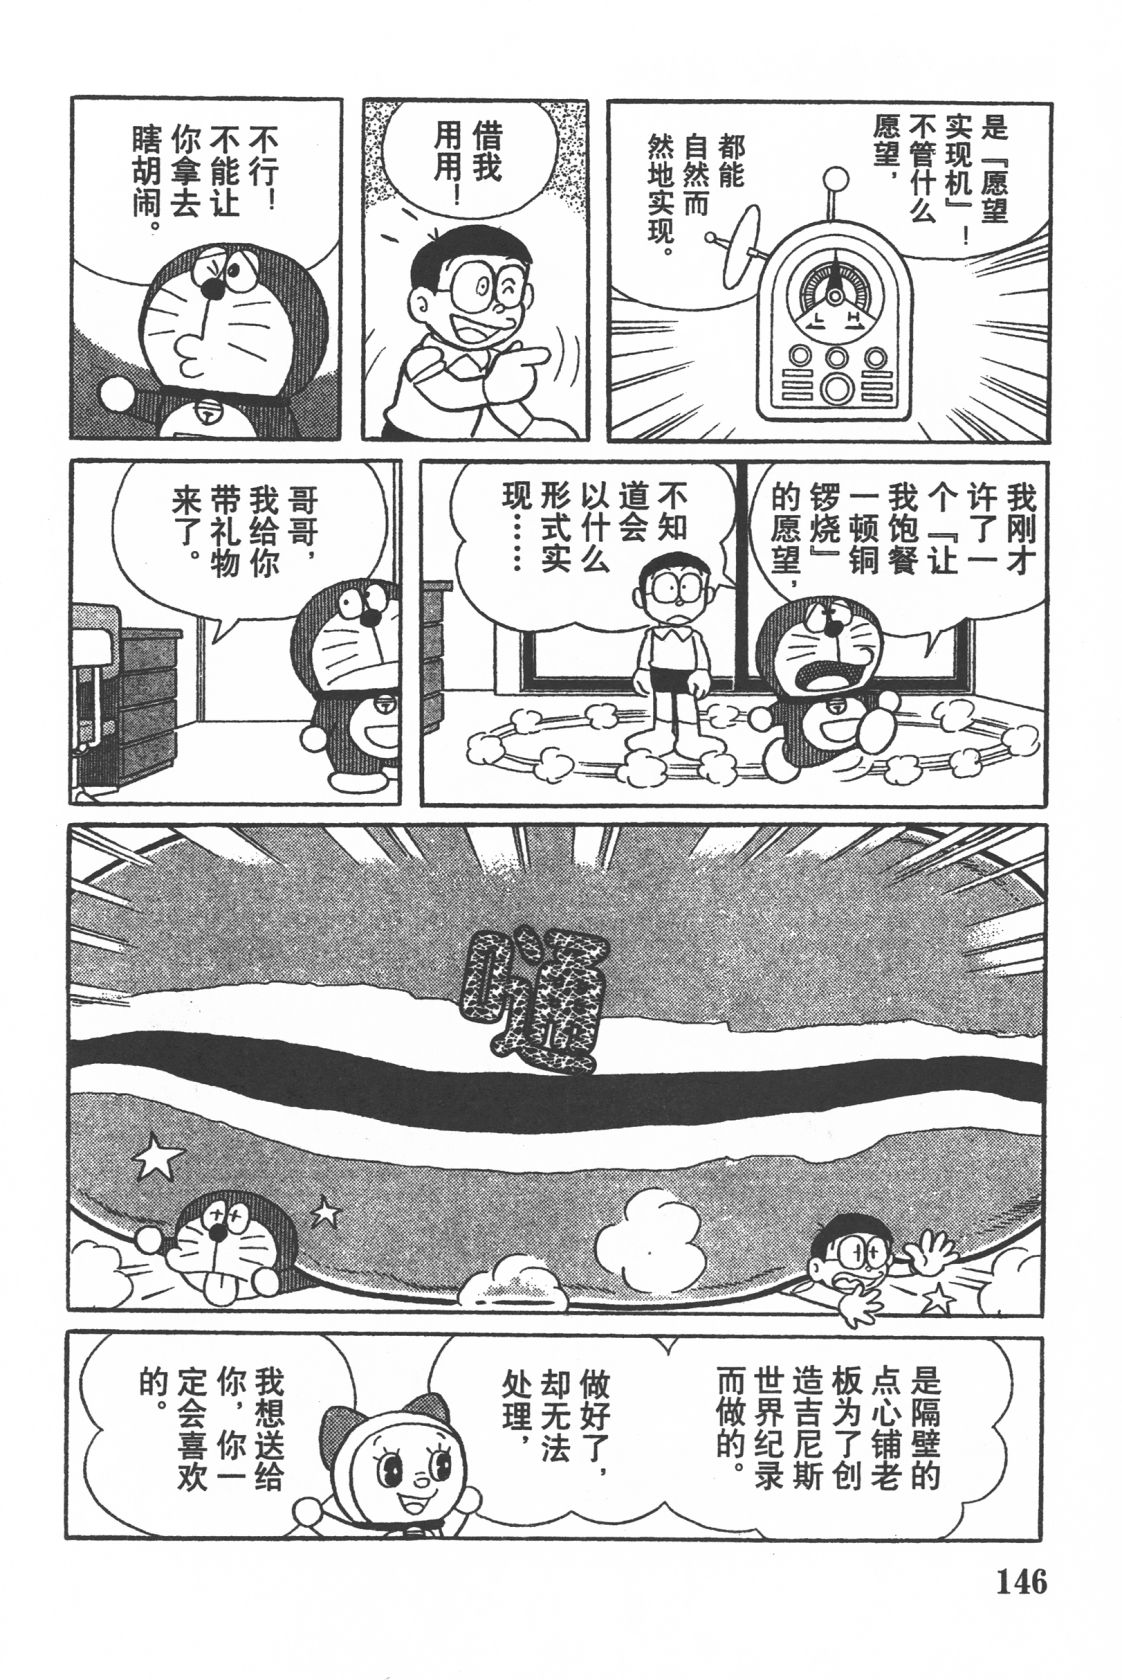 是『愿望
实现机』！
不管什么
愿望，
都能
自然而
然地实现。
L H
借我
用用！
不行！
不能让
你拿去
瞎胡闹。
我刚才
许了一
个『让
我饱餐
一顿铜
锣烧』
的愿望，
不知
道会
以什么
形式实
现……
哥哥，
我给你
带礼物
来了。
嗵
是隔壁的
点心铺老
板为了创
造吉尼斯
世界纪录
而做的。
做好了，
却无法
处理，
我想送给
你，你一
定会喜欢
的。
146